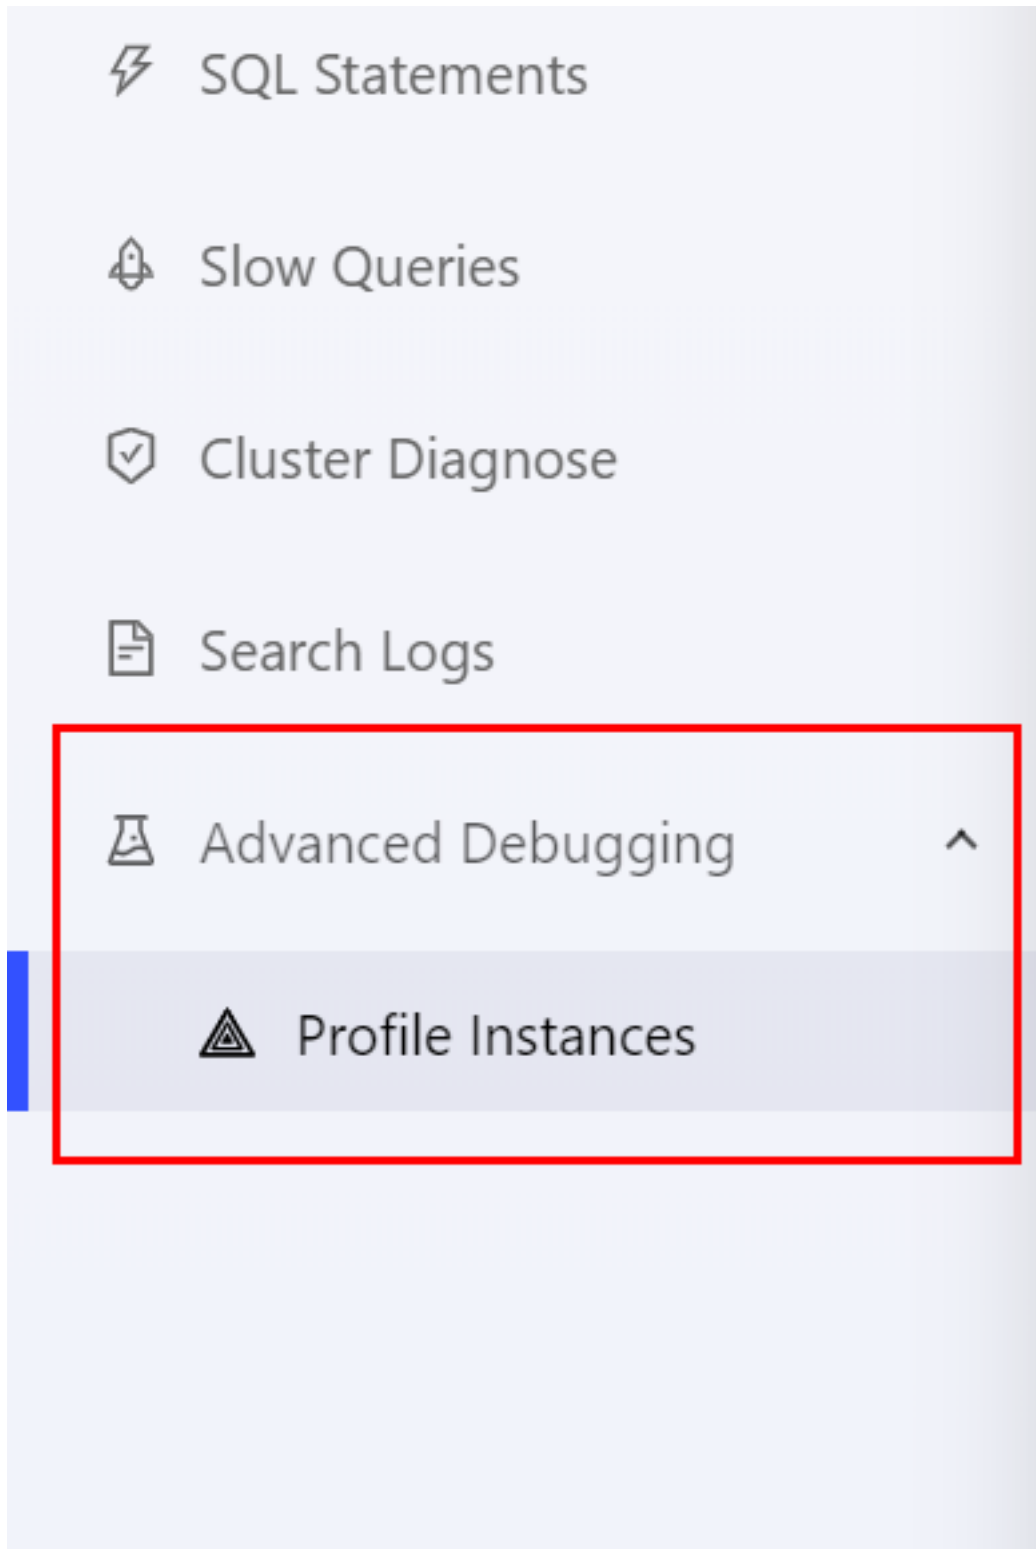 SQL Statements
Slow Queries
Cluster Diagnose
Search Logs
Advanced Debugging
Profile Instances